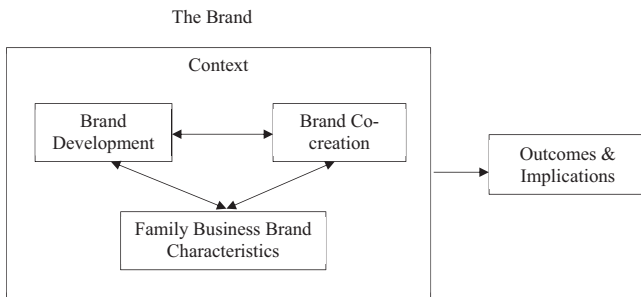 The Brand
Context
Brand
Development
Brand Co-
creation
Outcomes &
Implications
Family Business Brand
Characteristics